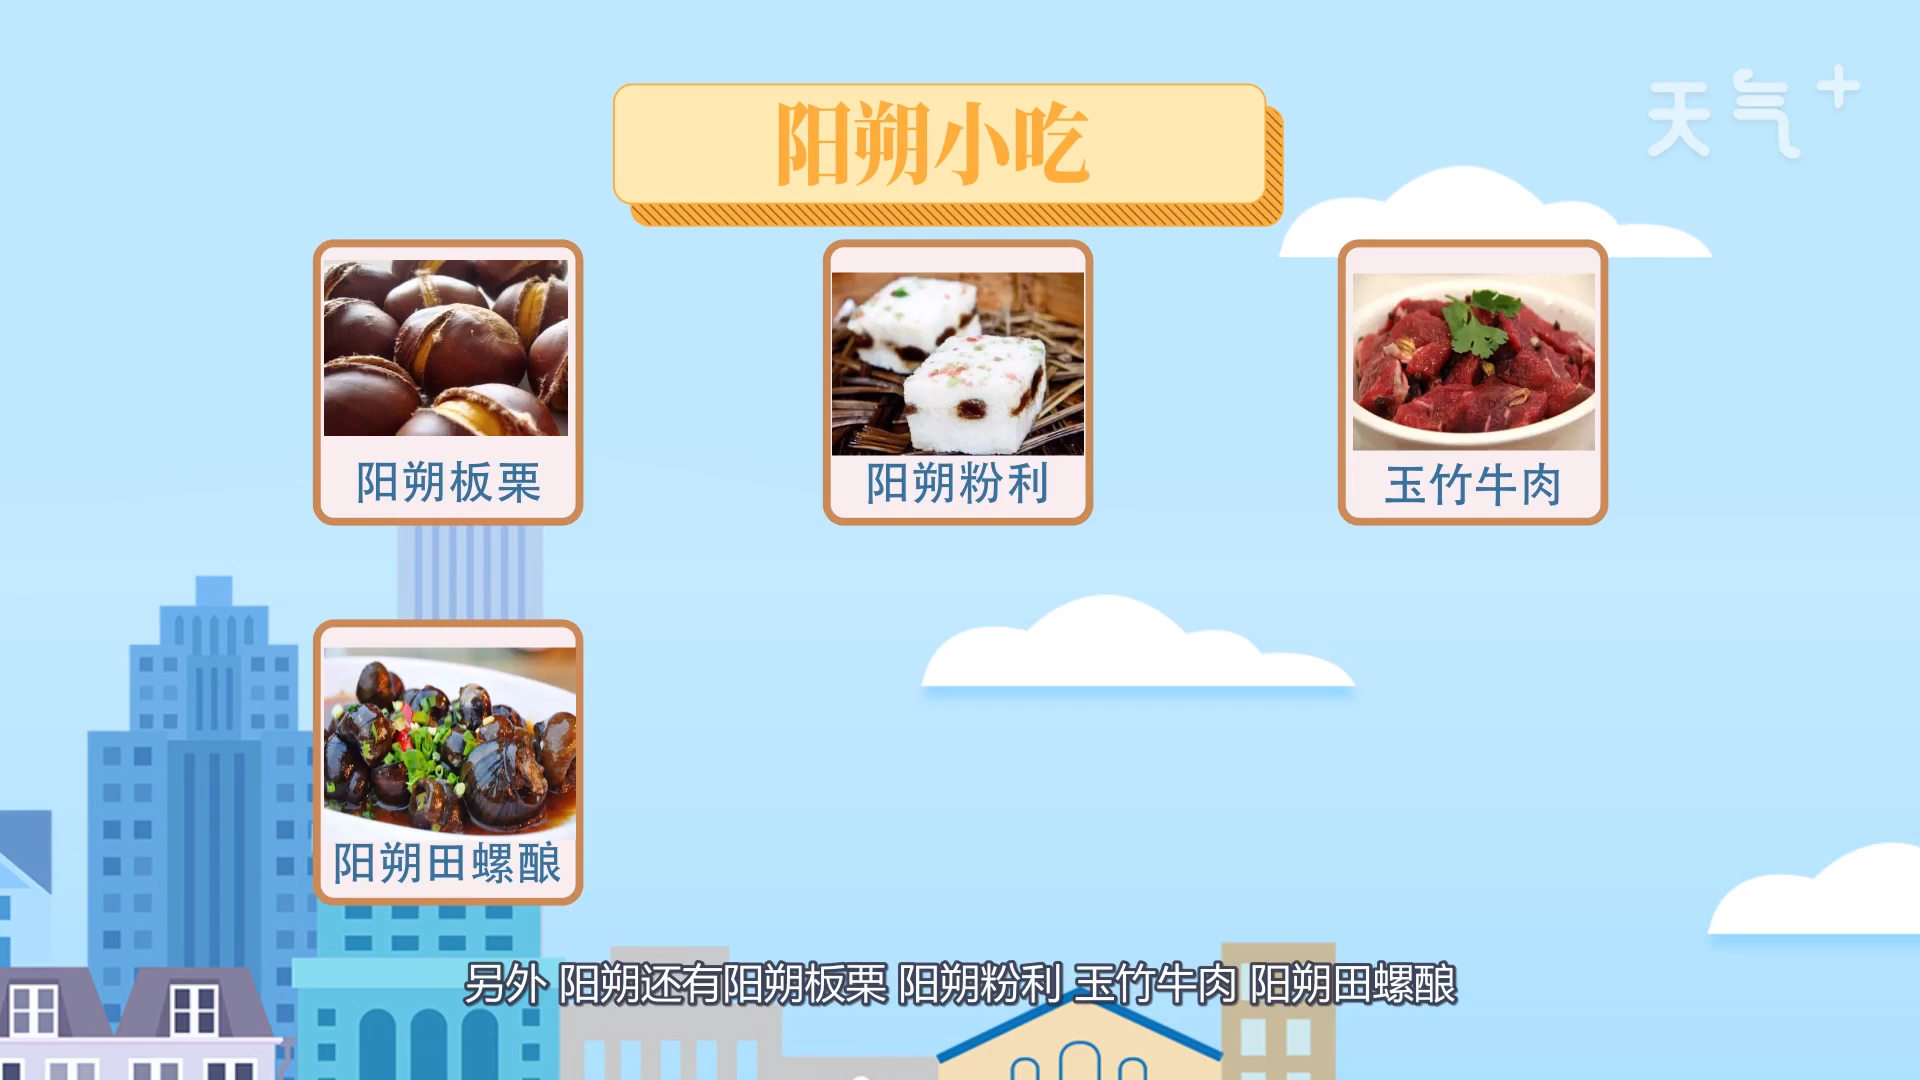 天气+
阳朔小吃
阳朔板栗
阳朔粉利
玉竹牛肉
阳朔田螺酿
另外 阳朔还有阳朔板栗 阳朔粉利 玉竹牛肉 阳朔田螺酿